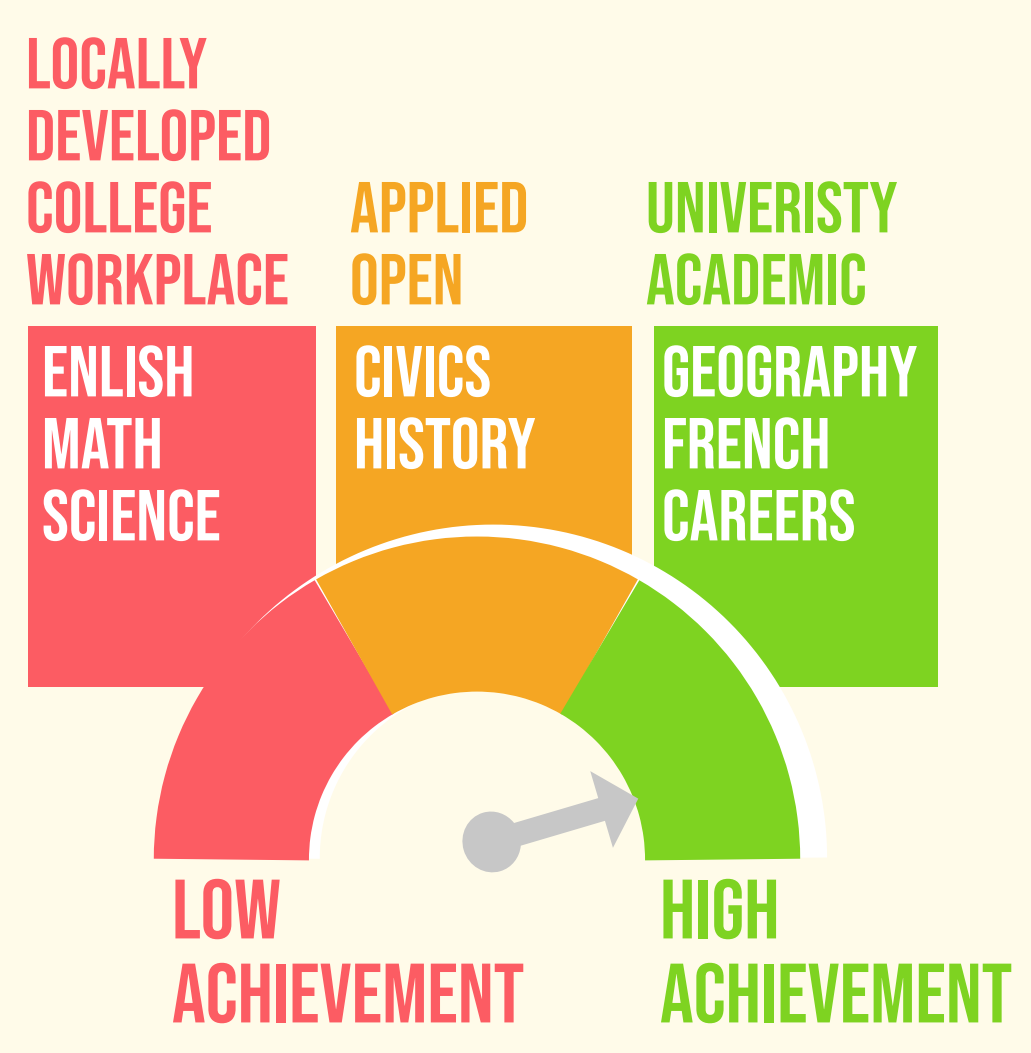 LOCALLY
DEVELOPED
COLLEGE
WORKPLACE
APPLIED
OPEN
UNIVERISTY
ACADEMIC
ENLISH
MATH
SCIENCE
CIVICS
HISTORY
GEOGRAPHY
FRENCH
CAREERS
LOW
ACHIEVEMENT
HIGH
ACHIEVEMENT